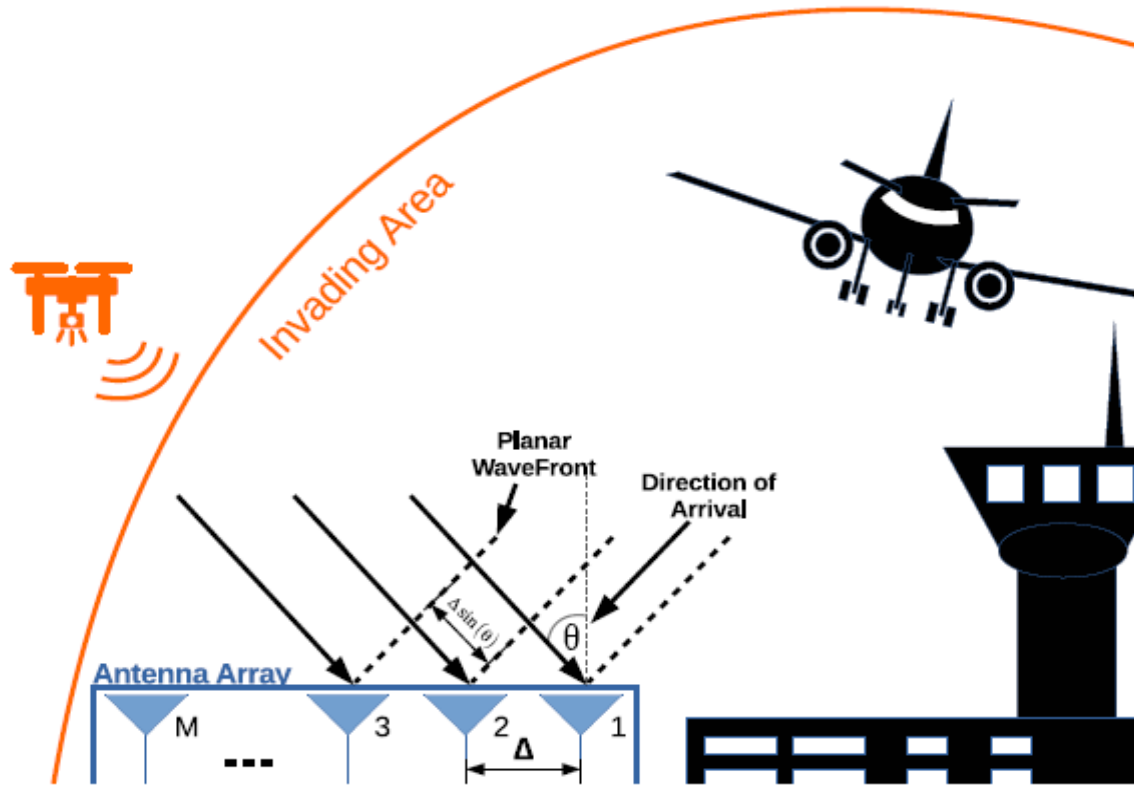 Invading Area
Planar
WaveFront
Direction of
Arrival
Δ sin(θ)
θ
Antenna Array
M
3
2
1
Δ